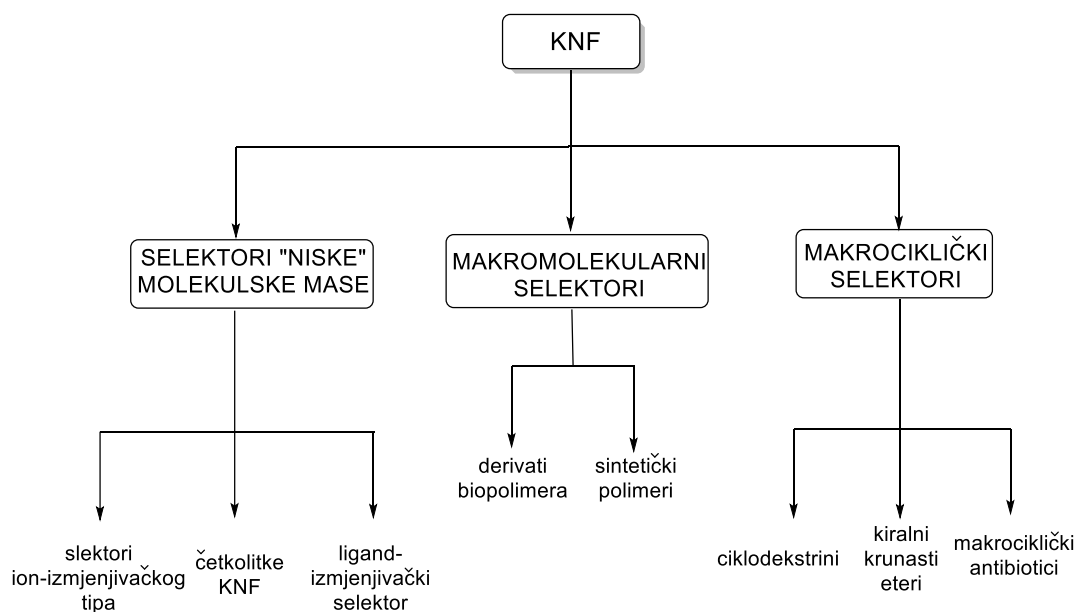 KNF
SELEKTORI "NISKE"
MOLEKULSKE MASE
MAKROMOLEKULARNI
SELEKTORI
MAKROCIKLIČKI
SELEKTORI
derivati
biopolimera
sintetički
polimeri
slektori
ion-izmjenjivačkog
tipa
četkolitke
KNF
ligand-
izmjenjivački
selektor
ciklodekstrini
kiralni
krunasti
eteri
makrociklički
antibiotici